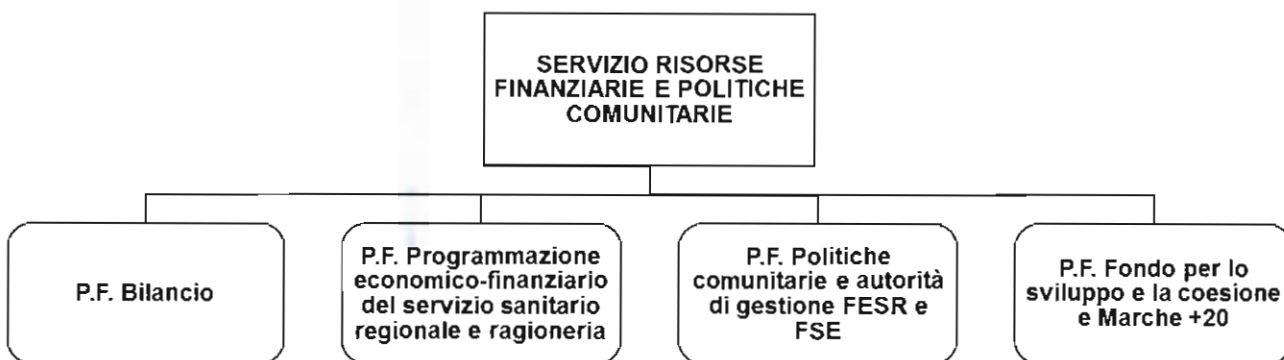 SERVIZIO RISORSE
FINANZIARIE E POLITICHE
COMUNITARIE
P.F. Bilancio
P.F. Programmazione
economico-finanziario
del servizio sanitario
regionale e ragioneria
P.F. Politiche
comunitarie e autorità
di gestione FESR e
FSE
P.F. Fondo per lo
sviluppo e la coesione
e Marche +20